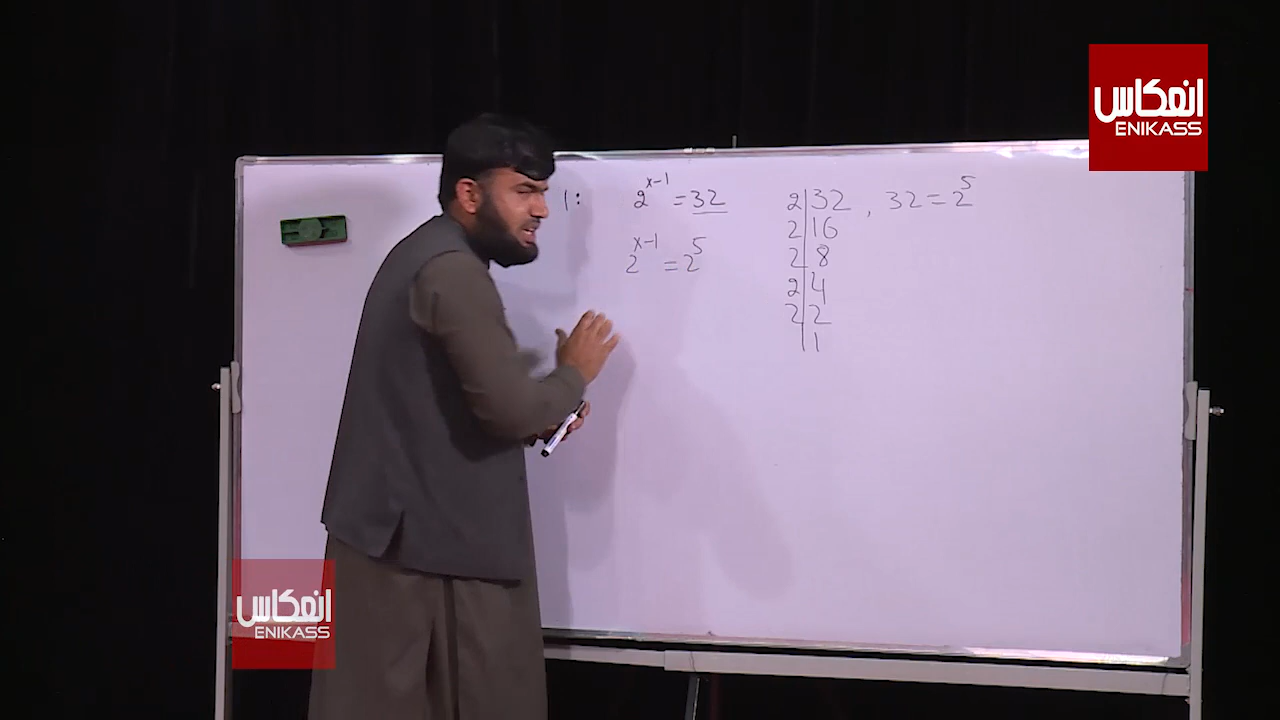 انعکاس
ENIKASS
1: 2^{x-1} = 32
2^{x-1} = 2^5
2 | 32 , 32 = 2^5
2 | 16
2 | 8
2 | 4
2 | 2
| 1
انعکاس
ENIKASS